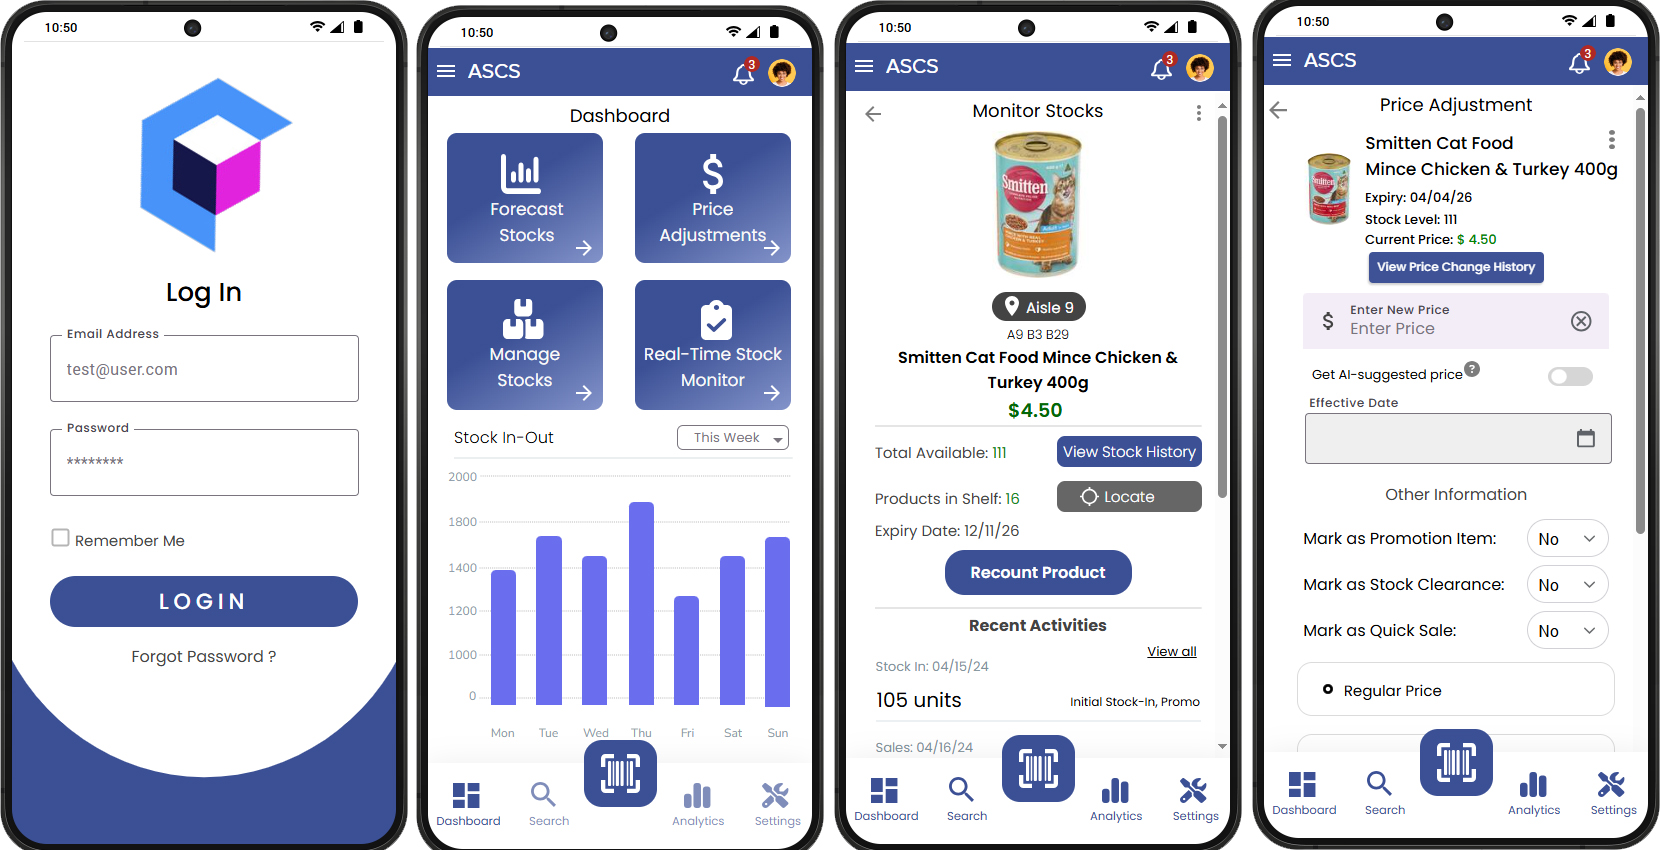 10:50
Log In
Email Address
test@user.com
Password
********
Remember Me
LOGIN
Forgot Password ?
10:50
ASCS
3
Dashboard
Forecast
Stocks
Price
Adjustments
Manage
Stocks
Real-Time Stock
Monitor
Stock In-Out
This Week
2000
1800
1400
1200
1000
0
Mon Tue Wed Thu Fri Sat Sun
Dashboard Search Analytics Settings
10:50
ASCS
3
Monitor Stocks
Smitten
Aisle 9
A9 B3 B29
Smitten Cat Food Mince Chicken &
Turkey 400g
$4.50
Total Available: 111
View Stock History
Products in Shelf: 16
Locate
Expiry Date: 12/11/26
Recount Product
Recent Activities
View all
Stock In: 04/15/24
105 units
Initial Stock-In, Promo
Sales: 04/16/24
Dashboard Search Analytics Settings
10:50
ASCS
3
Price Adjustment
Smitten Cat Food
Mince Chicken & Turkey 400g
Smitten
Expiry: 04/04/26
Stock Level: 111
Current Price: $ 4.50
View Price Change History
$
Enter New Price
Enter Price
Get AI-suggested price ?
Effective Date
Other Information
Mark as Promotion Item: No
Mark as Stock Clearance: No
Mark as Quick Sale: No
Regular Price
Dashboard Search Analytics Settings